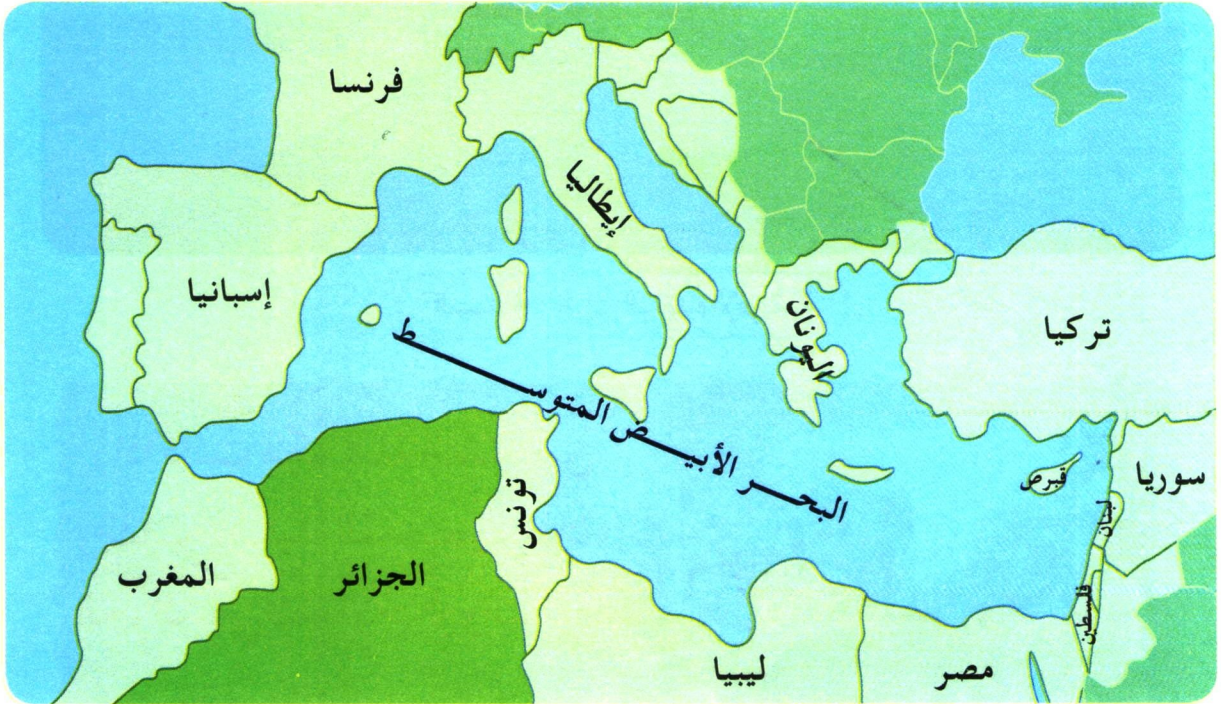 فرنسا
إيطاليا
إسبانيا
اليونان
تركيا
البحر الأبيض المتوسط
قبرص
سوريا
لبنان
تونس
المغرب
الجزائر
فلسطين
ليبيا
مصر